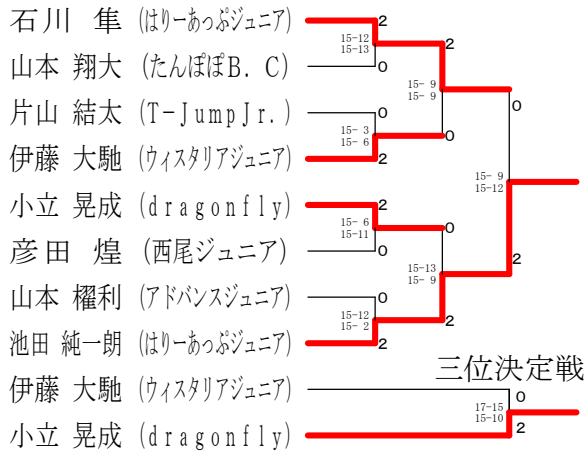 石川 隼 (はりーあっぷジュニア)
山本 翔大 (たんぽぽB.C)
片山 結太 (T-JumpJr.)
伊藤 大馳 (ウィスタリアジュニア)
小立 晃成 (dragonfly)
彦田 煌 (西尾ジュニア)
山本 櫂利 (アドバンスジュニア)
池田 純一朗 (はりーあっぷジュニア)
伊藤 大馳 (ウィスタリアジュニア)
小立 晃成 (dragonfly)
2
15-12
15-13
0
0
15- 3
15- 6
2
2
15- 6
15-11
0
0
15-12
15- 2
2
2
15- 9
15- 9
0
0
15-13
15- 9
2
0
15- 9
15-12
2
三位決定戦
0
17-15
15-10
2